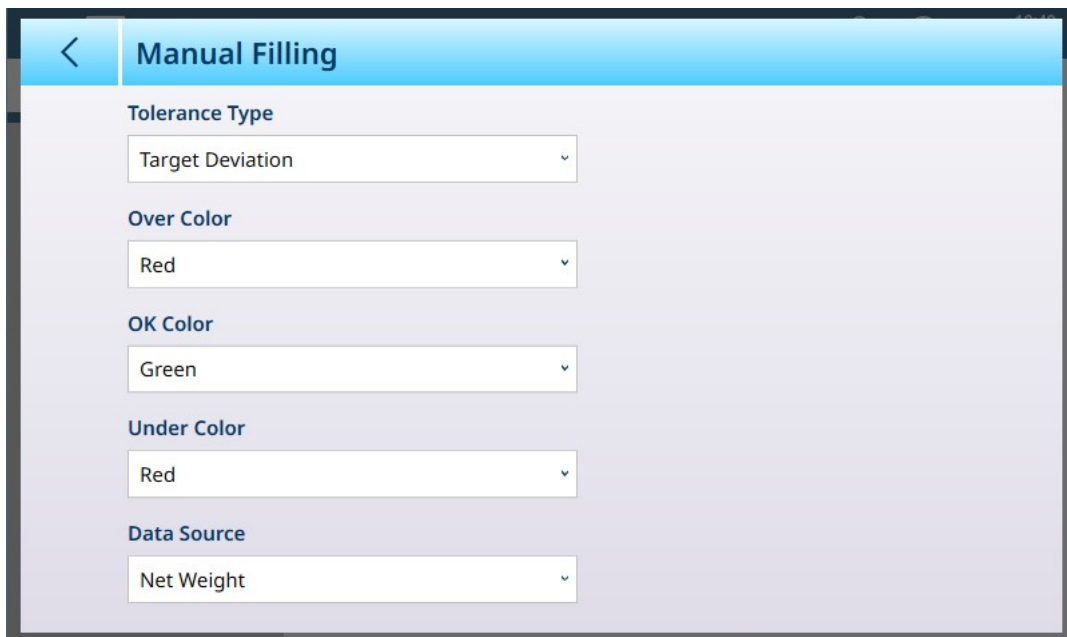 Manual Filling
Tolerance Type
Target Deviation
Over Color
Red
OK Color
Green
Under Color
Red
Data Source
Net Weight